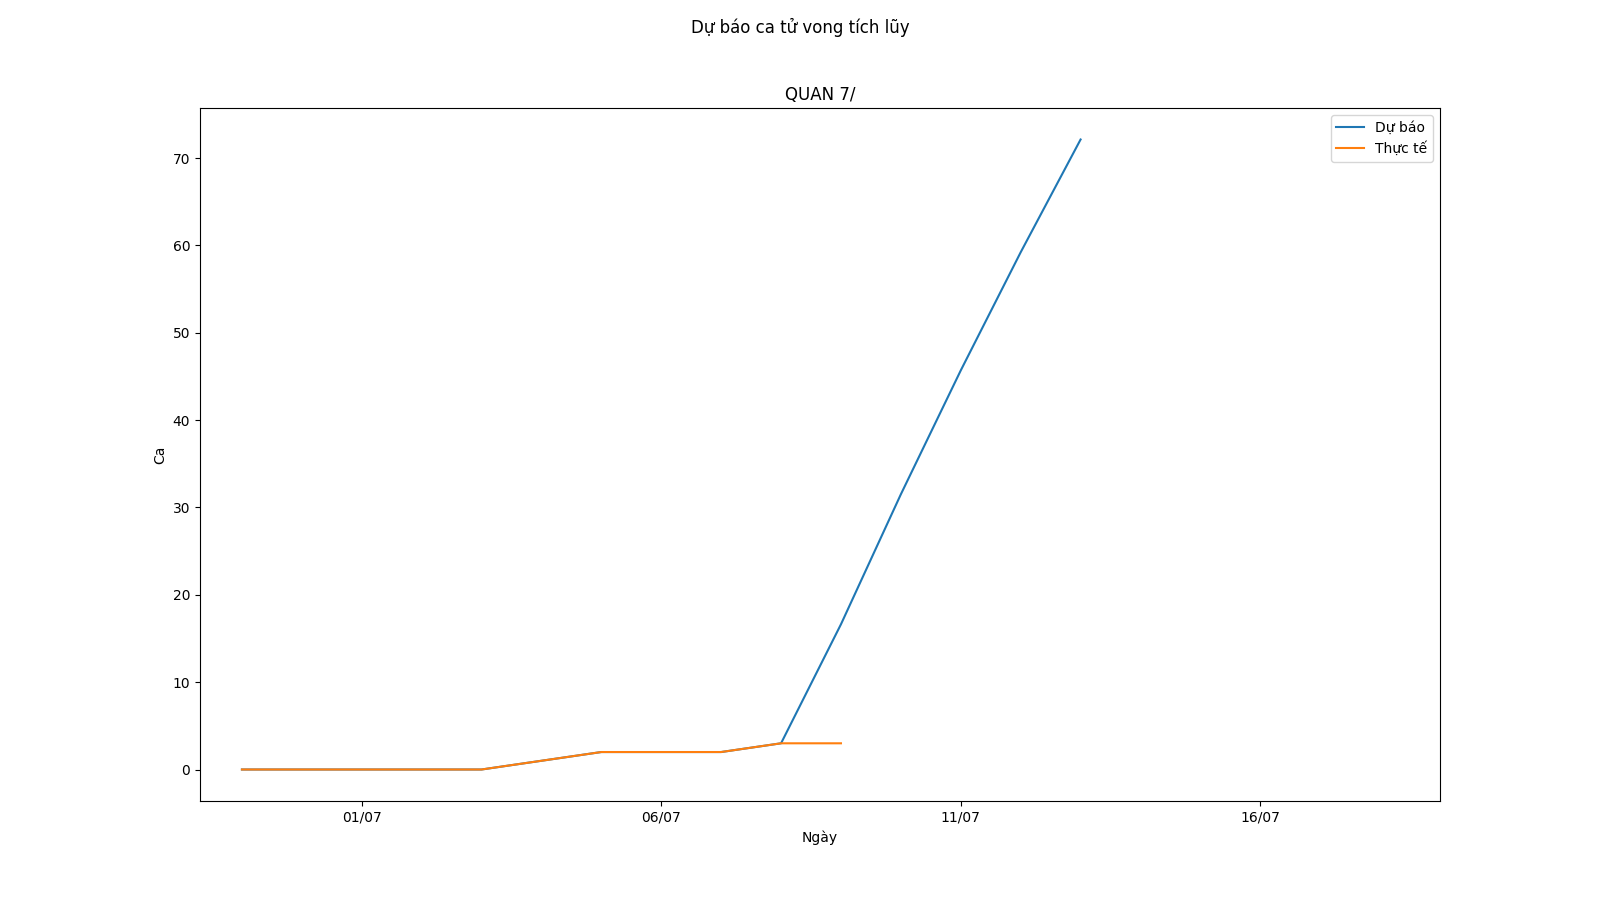 Dự báo ca tử vong tích lũy
QUAN 7/
Dự báo
Thực tế
70
60
50
40
30
20
10
0
Ca
01/07
06/07
11/07
16/07
Ngày